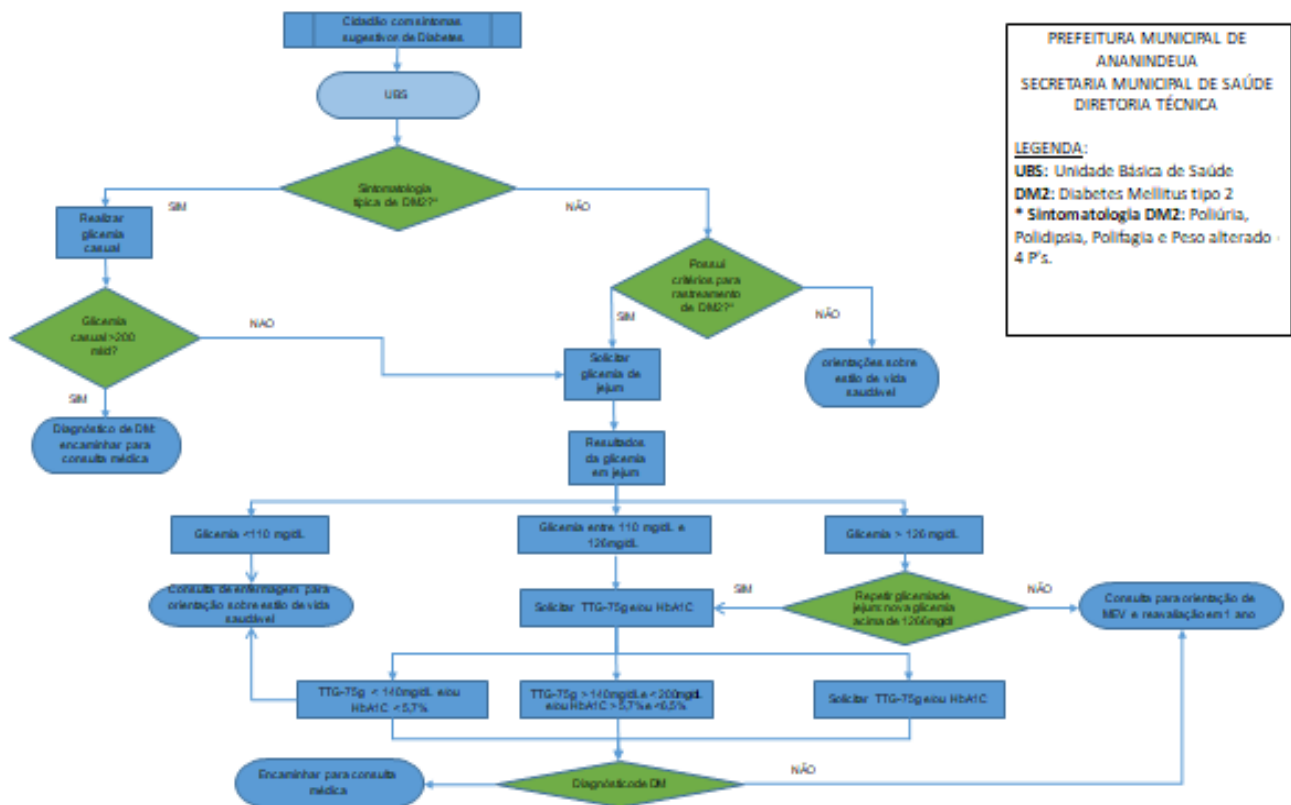 Cidadão com sintomas
sugestivos de Diabetes
UBS
Sintomatologia
típica de DM2?*
SIM
NÃO
Realizar
glicemia
casual
Possui
critérios para
rastreamento
de DM2?*
Glicemia
casual >200
NAO
SIM
NÃO
Solicitar
glicemia de
jejum
orientações sobre
estilo de vida
saudável
SIM
Diagnóstico de DM:
encaminhar para
consulta médica
Resultados
da glicemia
em jejum
Glicemia <110 mg/dL
Glicemia entre 110 mg/dL e
126mg/dL
Glicemia > 126 mg/dL
Consulta de enfermagem para
orientação sobre estilo de vida
saudável
Solicitar TTG-75g e/ou HbA1C
SIM
Repetir glicemia de
jejum: nova glicemia
acima de 1266mg/dl
NÃO
Consulta para orientação de
MEV e reavaliação em 1 ano
TTG-75g < 140mg/dL e/ou
HbA1C < 5,7%
TTG-75g > 140mg/dL e < 200mg/dL
e/ou HbA1C > 5,7% e <6,5%
Solicitar TTG-75g e/ou HbA1C
Encaminhar para consulta
médica
Diagnóstico de DM
NÃO
PREFEITURA MUNICIPAL DE
ANANINDEUA
SECRETARIA MUNICIPAL DE SAÚDE
DIRETORIA TÉCNICA
LEGENDA:
UBS: Unidade Básica de Saúde
DM2: Diabetes Mellitus tipo 2
* Sintomatologia DM2: Poliúria,
Polidipsia, Polifagia e Peso alterado -
4 P's.